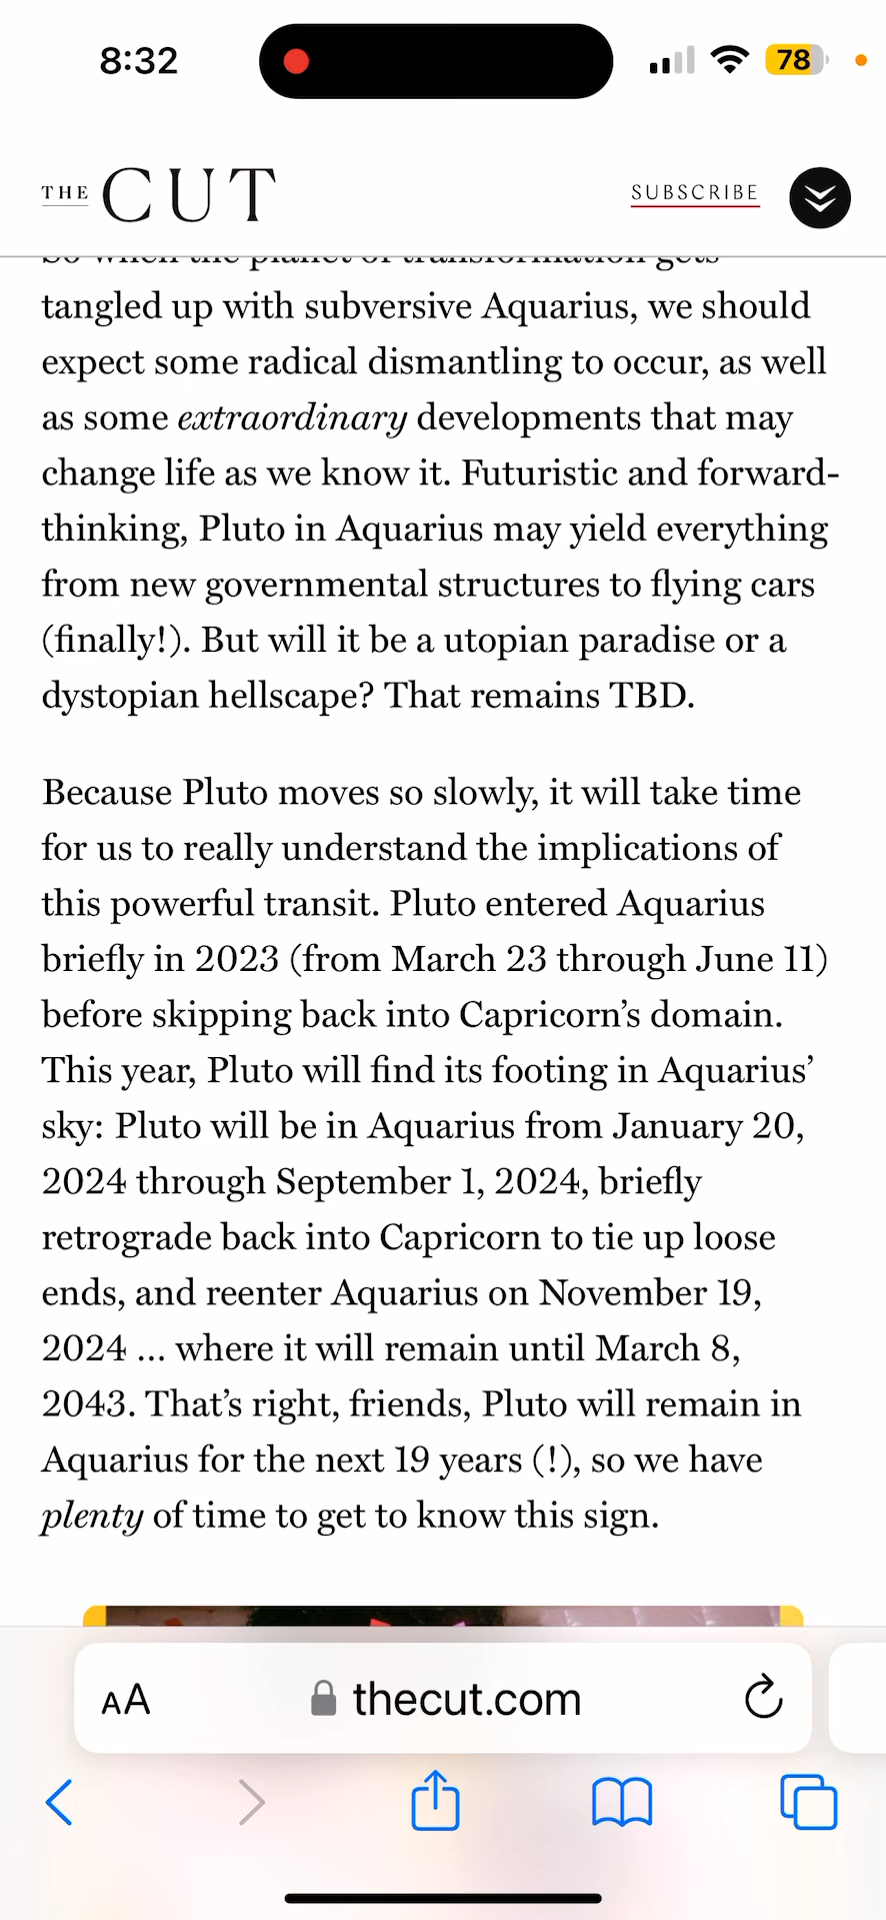 8:32
78
THE CUT
SUBSCRIBE
So when the planet of transformation gets
tangled up with subversive Aquarius, we should
expect some radical dismantling to occur, as well
as some extraordinary developments that may
change life as we know it. Futuristic and forward-
thinking, Pluto in Aquarius may yield everything
from new governmental structures to flying cars
(finally!). But will it be a utopian paradise or a
dystopian hellscape? That remains TBD.
Because Pluto moves so slowly, it will take time
for us to really understand the implications of
this powerful transit. Pluto entered Aquarius
briefly in 2023 (from March 23 through June 11)
before skipping back into Capricorn’s domain.
This year, Pluto will find its footing in Aquarius’
sky: Pluto will be in Aquarius from January 20,
2024 through September 1, 2024, briefly
retrograde back into Capricorn to tie up loose
ends, and reenter Aquarius on November 19,
2024 … where it will remain until March 8,
2043. That’s right, friends, Pluto will remain in
Aquarius for the next 19 years (!), so we have
plenty of time to get to know this sign.
AA
thecut.com